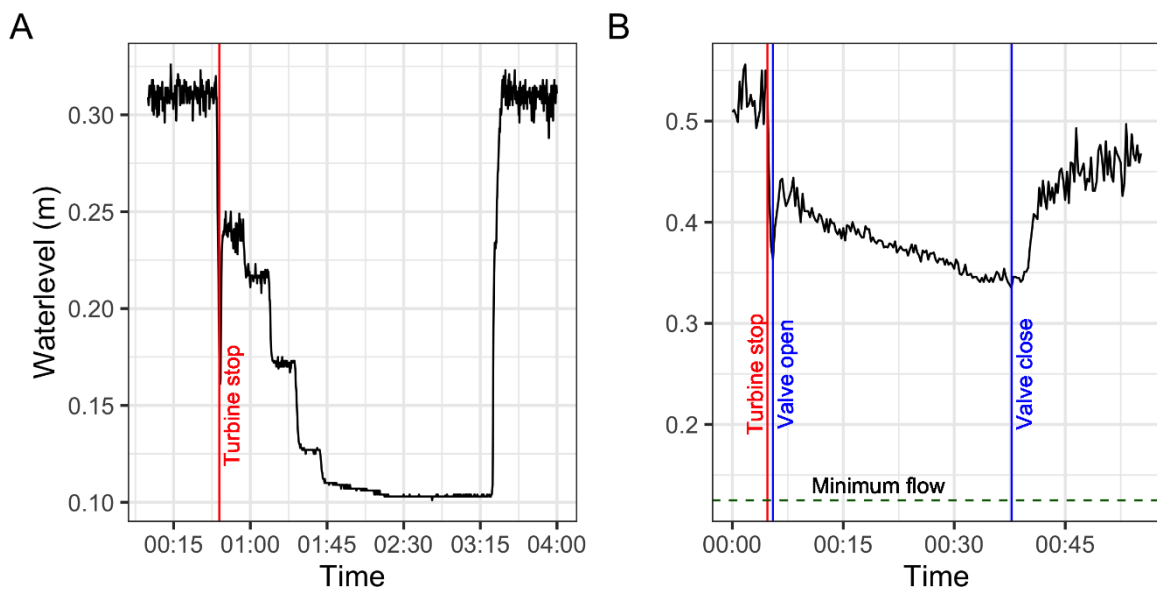 A
Waterlevel (m)
0.30
0.25
0.20
0.15
0.10
Turbine stop
00:15 01:00 01:45 02:30 03:15 04:00
Time
B
0.5
0.4
0.3
0.2
Turbine stop
Valve open
Valve close
Minimum flow
00:00 00:15 00:30 00:45
Time